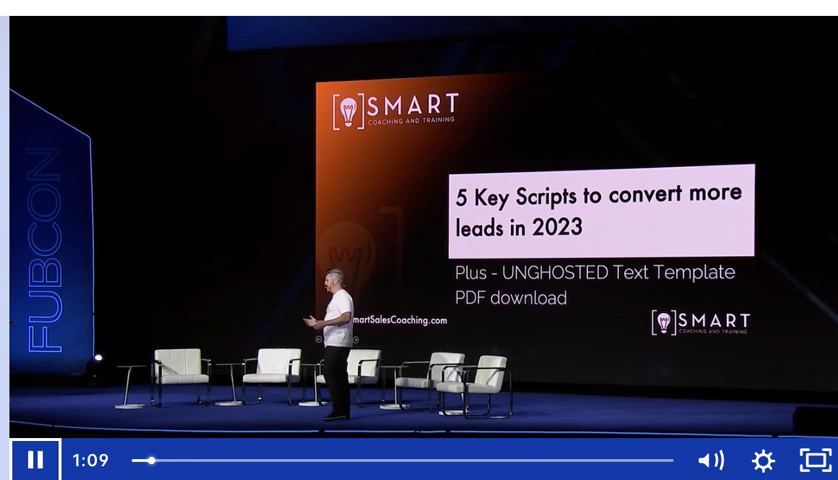 FUBCON
SMART
COACHING AND TRAINING
5 Key Scripts to convert more
leads in 2023
Plus - UNGHOSTED Text Template
PDF download
martSalesCoaching.com
SMART
COACHING AND TRAINING
1:09